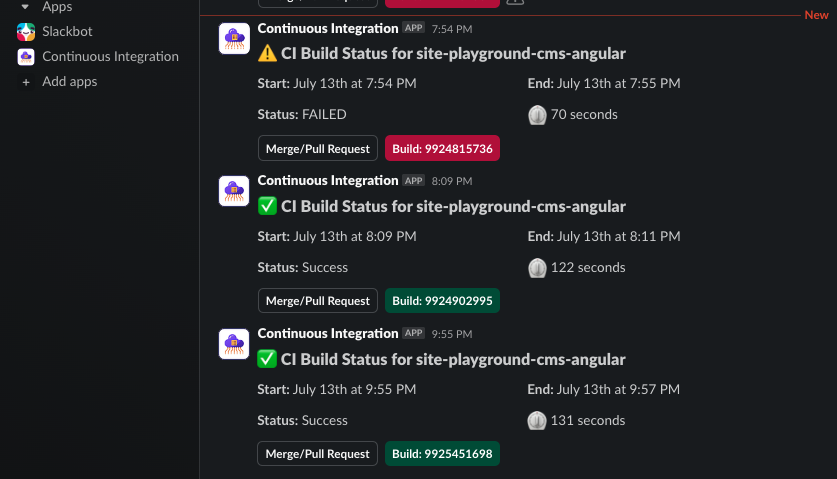 Apps
Slackbot
Continuous Integration
Add apps
Merge/Pull Request
New
Continuous Integration APP 7:54 PM
CI Build Status for site-playground-cms-angular
Start: July 13th at 7:54 PM End: July 13th at 7:55 PM
Status: FAILED 70 seconds
Merge/Pull Request Build: 9924815736
Continuous Integration APP 8:09 PM
CI Build Status for site-playground-cms-angular
Start: July 13th at 8:09 PM End: July 13th at 8:11 PM
Status: Success 122 seconds
Merge/Pull Request Build: 9924902995
Continuous Integration APP 9:55 PM
CI Build Status for site-playground-cms-angular
Start: July 13th at 9:55 PM End: July 13th at 9:57 PM
Status: Success 131 seconds
Merge/Pull Request Build: 9925451698